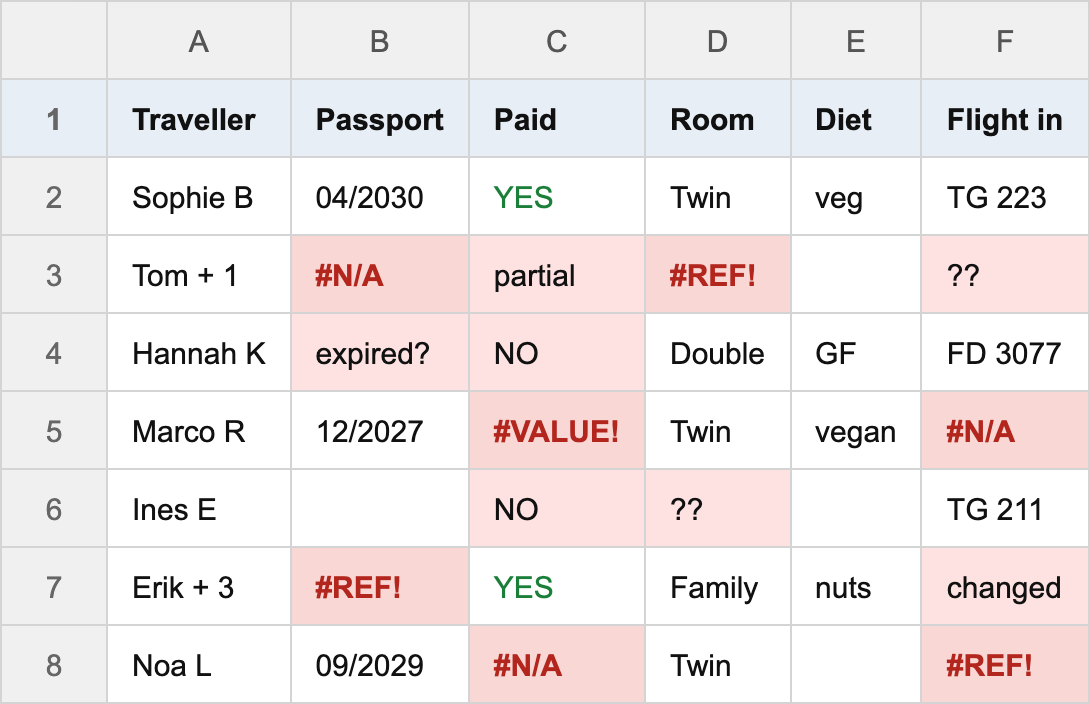 A B C D E F
1 Traveller Passport Paid Room Diet Flight in
2 Sophie B 04/2030 YES Twin veg TG 223
3 Tom + 1 #N/A partial #REF! ??
4 Hannah K expired? NO Double GF FD 3077
5 Marco R 12/2027 #VALUE! Twin vegan #N/A
6 Ines E NO ?? TG 211
7 Erik + 3 #REF! YES Family nuts changed
8 Noa L 09/2029 #N/A Twin #REF!